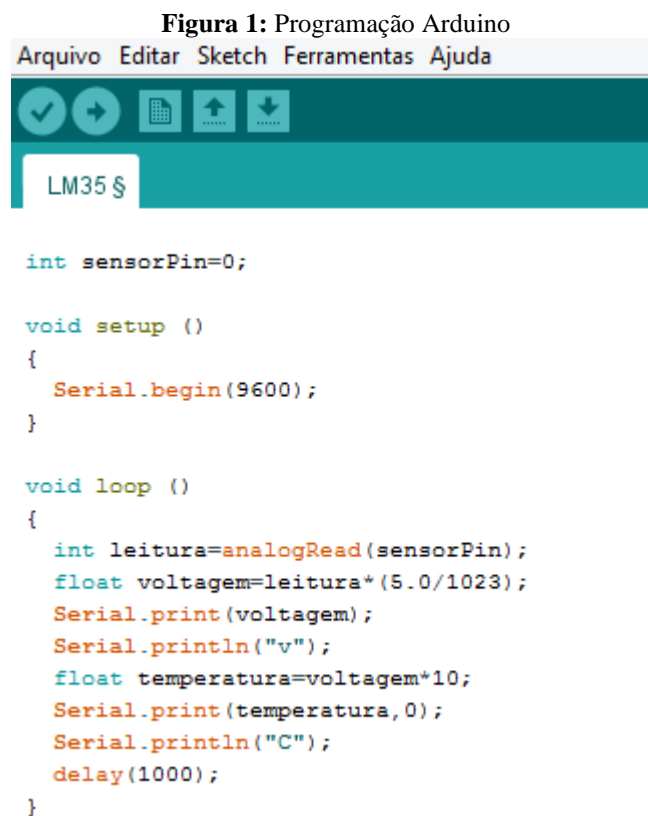 Figura 1: Programação Arduino
Arquivo Editar Sketch Ferramentas Ajuda
LM35 §
int sensorPin=0;
void setup ()
{
Serial.begin(9600);
}
void loop ()
{
int leitura=analogRead(sensorPin);
float voltagem=leitura*(5.0/1023);
Serial.print(voltagem);
Serial.println("v");
float temperatura=voltagem*10;
Serial.print(temperatura,0);
Serial.println("C");
delay(1000);
}